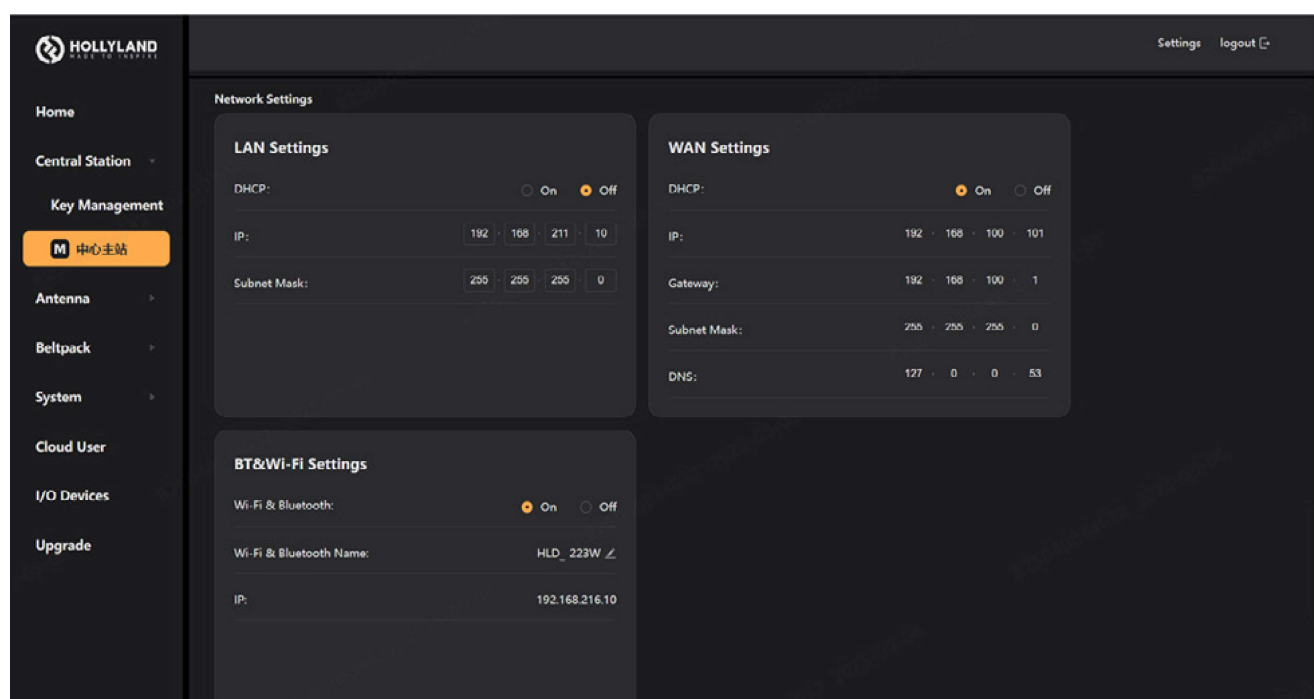 HOLLYLAND
MADE TO INSPIRE
Settings logout
Home
Central Station
Key Management
M 中心主站
Antenna
Beltpack
System
Cloud User
I/O Devices
Upgrade
Network Settings
LAN Settings
DHCP: On Off
IP: 192 · 168 · 211 · 10
Subnet Mask: 255 · 255 · 255 · 0
WAN Settings
DHCP: On Off
IP: 192 · 168 · 100 · 101
Gateway: 192 · 168 · 100 · 1
Subnet Mask: 255 · 255 · 255 · 0
DNS: 127 · 0 · 0 · 53
BT&Wi-Fi Settings
Wi-Fi & Bluetooth: On Off
Wi-Fi & Bluetooth Name: HLD_ 223W
IP: 192.168.216.10